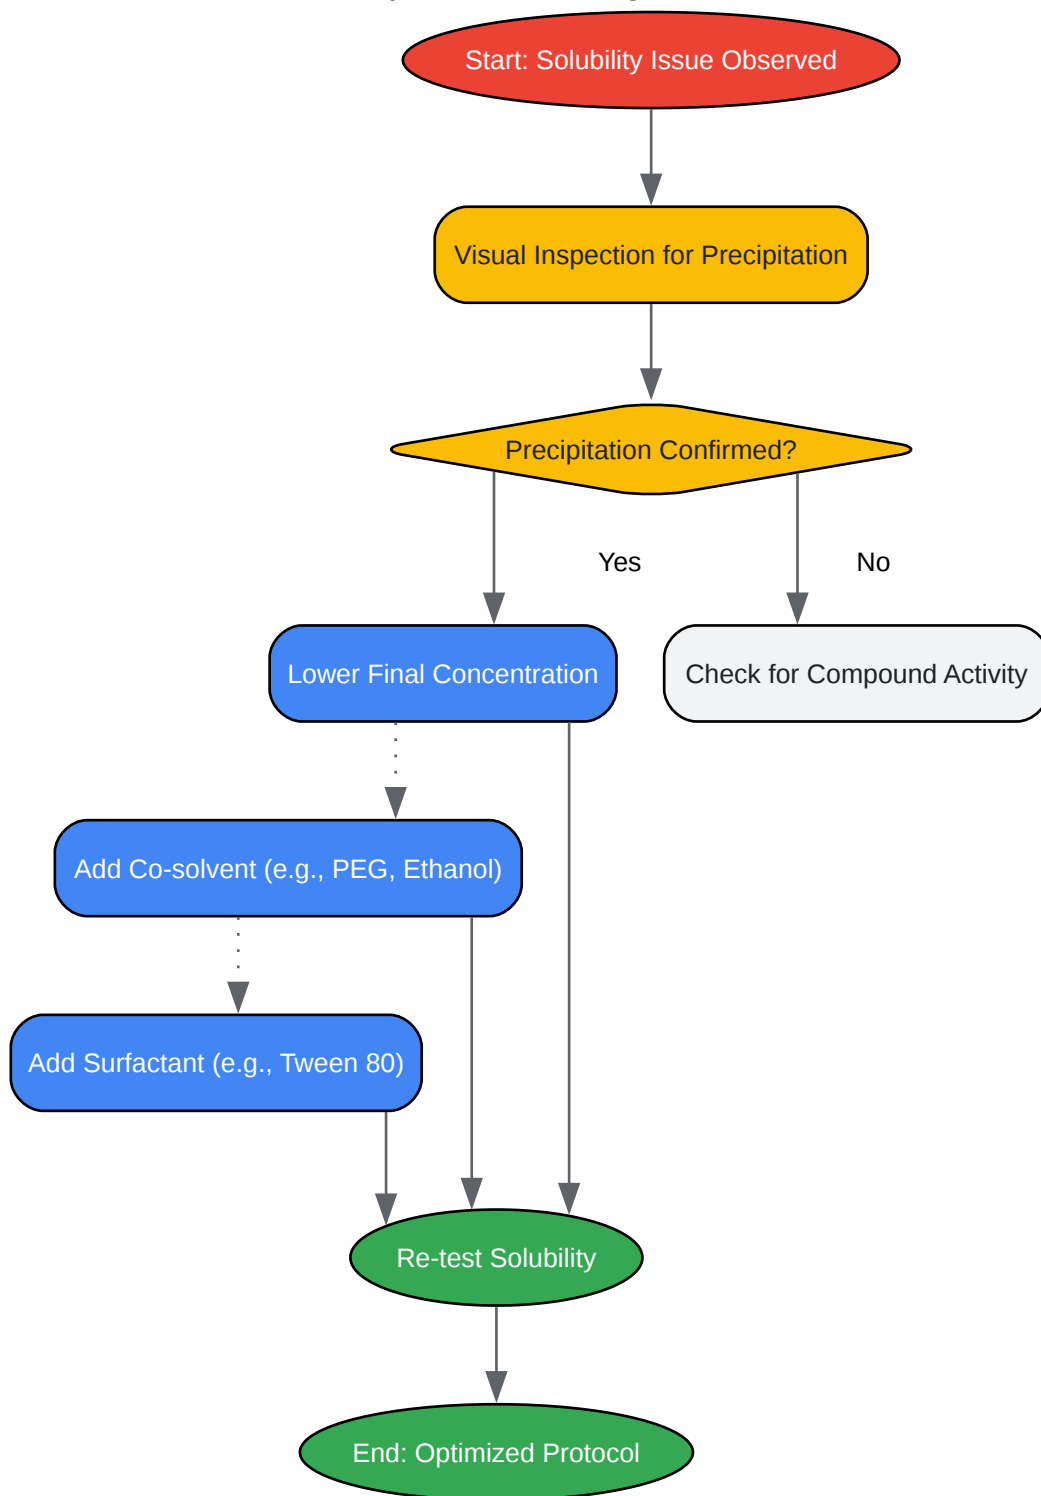 Start: Solubility Issue Observed
Visual Inspection for Precipitation
Precipitation Confirmed?
Yes
No
Lower Final Concentration
Check for Compound Activity
Add Co-solvent (e.g., PEG, Ethanol)
Add Surfactant (e.g., Tween 80)
Re-test Solubility
End: Optimized Protocol